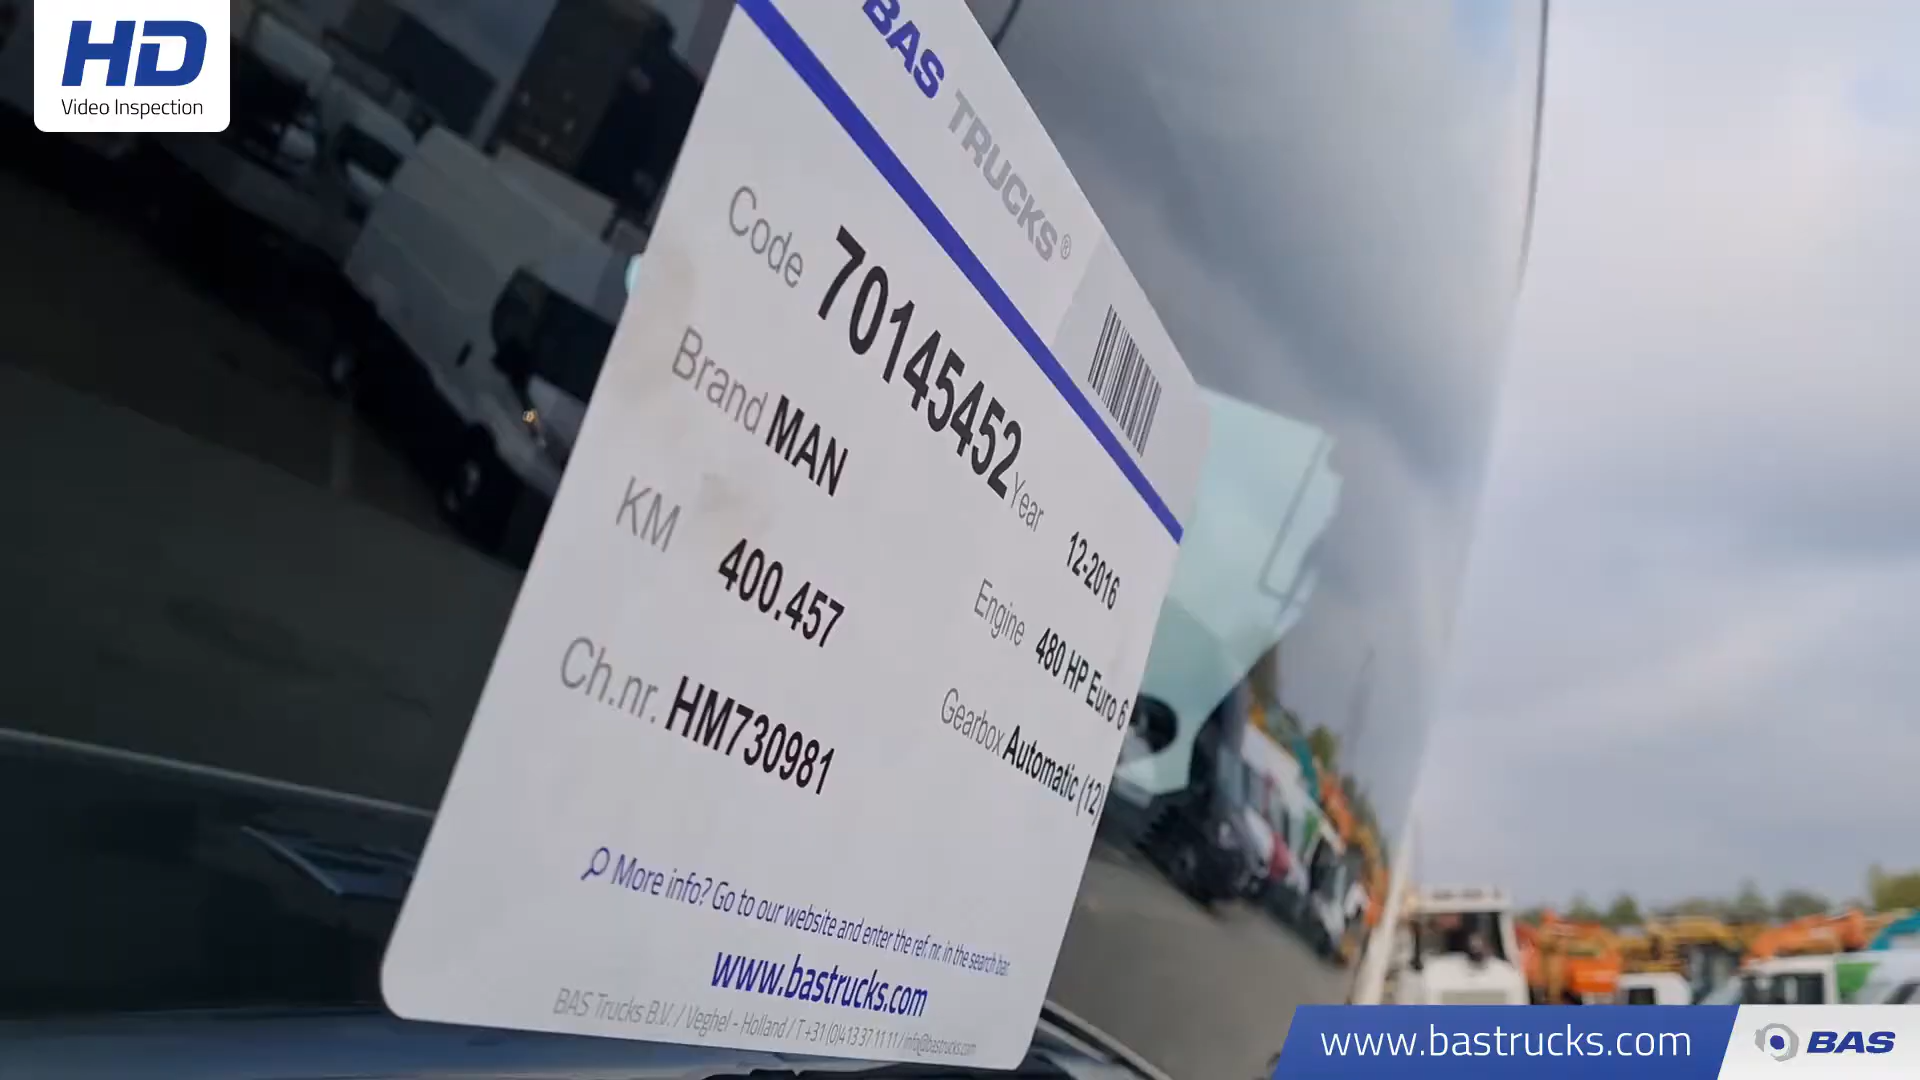 HD
Video Inspection
BAS TRUCKS®
Code 70145452
Brand MAN
Year 12-2016
KM 400.457
Engine 480 HP Euro 6
Ch.nr. HM730981
Gearbox Automatic (12)
More info? Go to our website and enter the ref. nr. in the search bar.
www.bastrucks.com
BAS Trucks B.V. / Veghel - Holland / T +31 (0)413 37 11 11 / info@bastrucks.com
www.bastrucks.com
BAS